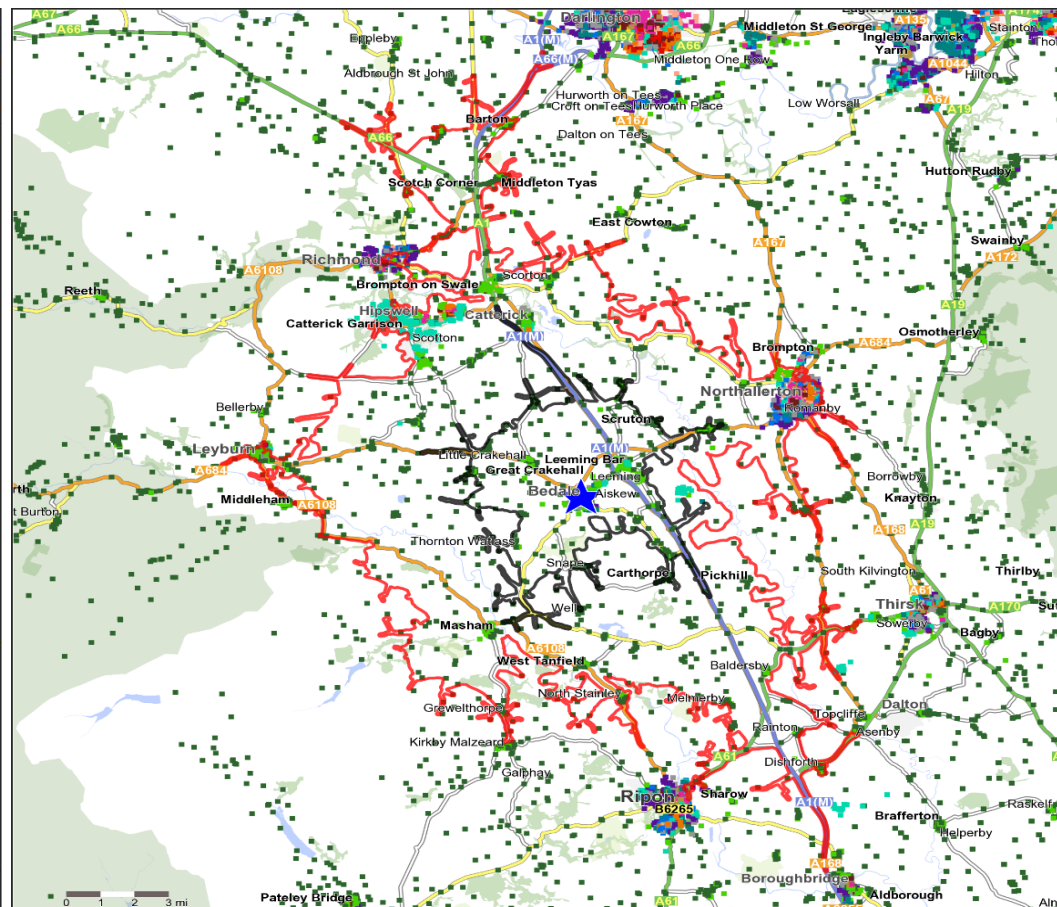 A67
A66
Eppleby
Aldbrough St John
Darlington
A1(M)
A167
A66
A66(M)
Middleton St George
Middleton One Row
A135
Ingleby Barwick
Yarm
Stainton
A1044
Hilton
A67
A19
Low Worsall
Hurworth on Tees
Croft on Tees
Hurworth Place
A167
Dalton on Tees
Barton
A66
Scotch Corner
Middleton Tyas
Hutton Rudby
East Cowton
A1
A167
Swainby
A172
Richmond
A6108
Scorton
Reeth
Brompton on Swale
Hipswell
Catterick
Catterick Garrison
Scotton
A1(M)
A19
Osmotherley
Brompton
A684
Northallerton
Romanby
Bellerby
Scruton
Leyburn
A684
Little Crakehall
Great Crakehall
A1(M)
Leeming Bar
Leeming
Bedale
Aiskew
Borrowby
Knayton
Middleham
A6108
t Burton
A19
A168
Thornton Watlass
Snape
Carthorpe
Pickhill
South Kilvington
Thirlby
A61
Thirsk
A170
Sowerby
Bagby
Well
Masham
A6108
West Tanfield
Baldersby
North Stainley
Melmerby
Grewelthorpe
Topcliffe
Dalton
Rainton
Asenby
Kirkby Malzeard
A61
Dishforth
Galphay
Ripon
Sharow
B6265
A1(M)
Brafferton
Raskelf
Helperby
A168
Boroughbridge
Aldborough
Pateley Bridge
A61
0 1 2 3 mi